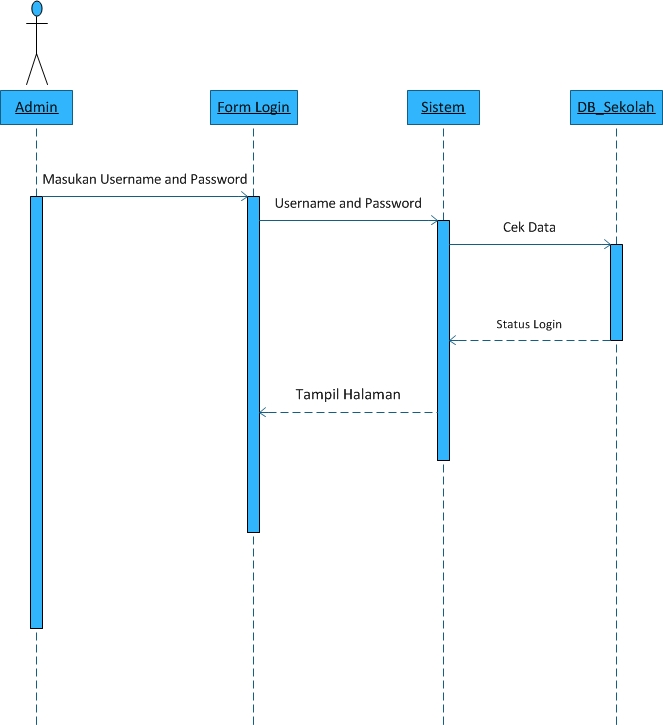 Admin
Form Login
Sistem
DB_Sekolah
Masukan Username and Password
Username and Password
Cek Data
Status Login
Tampil Halaman